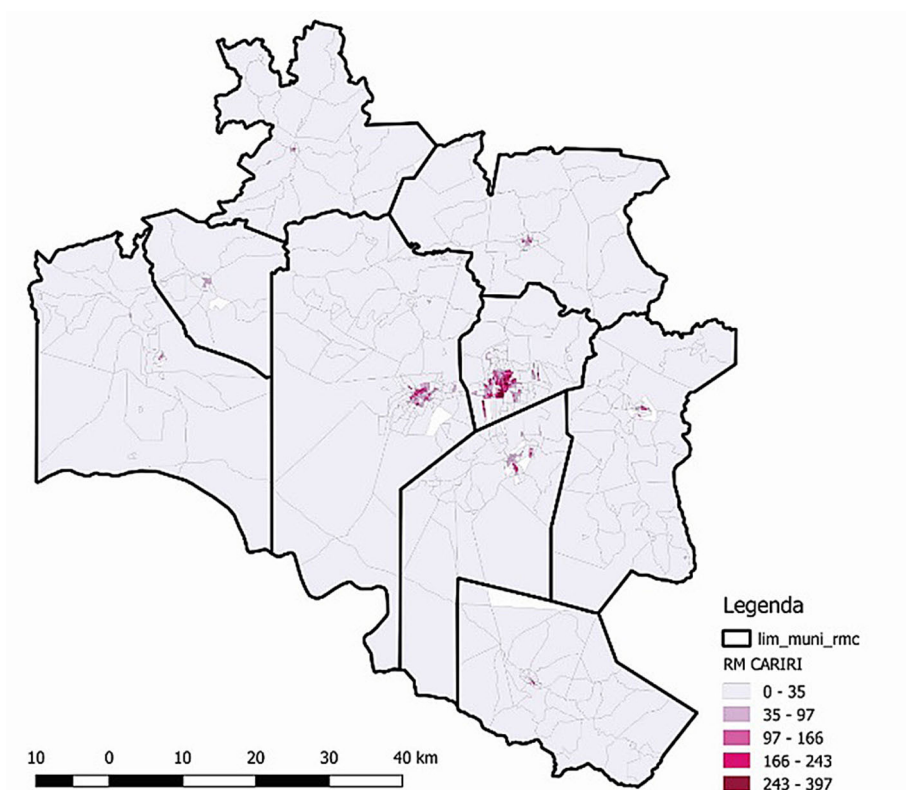 Legenda
lim_muni_rmc
RM CARIRI
0 - 35
35 - 97
97 - 166
166 - 243
243 - 397
10 0 10 20 30 40 km